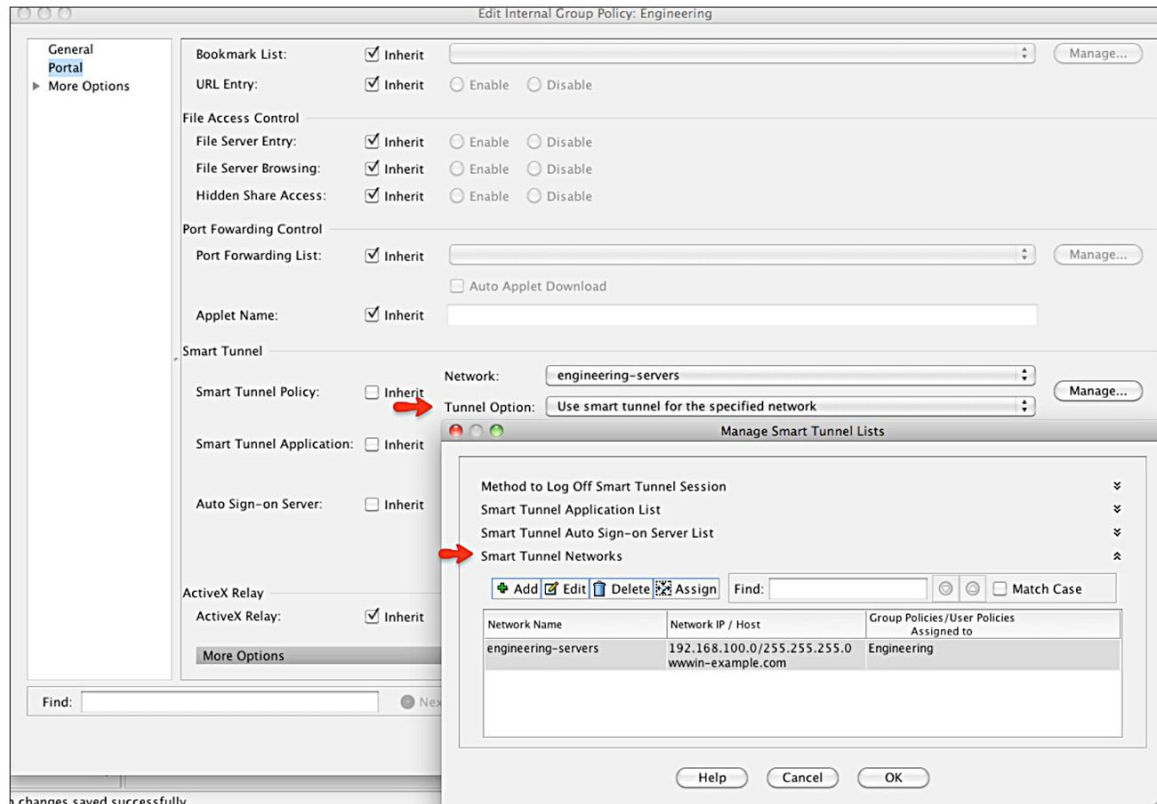 Edit Internal Group Policy: Engineering
General
Portal
More Options
Bookmark List: Inherit Manage...
URL Entry: Inherit Enable Disable
File Access Control
File Server Entry: Inherit Enable Disable
File Server Browsing: Inherit Enable Disable
Hidden Share Access: Inherit Enable Disable
Port Fowarding Control
Port Forwarding List: Inherit Manage...
Auto Applet Download
Applet Name: Inherit
Smart Tunnel
Network: engineering-servers
Smart Tunnel Policy: Inherit Manage...
Tunnel Option: Use smart tunnel for the specified network
Smart Tunnel Application: Inherit
Auto Sign-on Server: Inherit
ActiveX Relay
ActiveX Relay: Inherit
More Options
Find: Nex
Manage Smart Tunnel Lists
Method to Log Off Smart Tunnel Session
Smart Tunnel Application List
Smart Tunnel Auto Sign-on Server List
Smart Tunnel Networks
Add Edit Delete Assign Find: Match Case
Network Name Network IP / Host Group Policies/User Policies
Assigned to
engineering-servers 192.168.100.0/255.255.255.0 Engineering
wwwin-example.com
Help Cancel OK
changes saved successfully